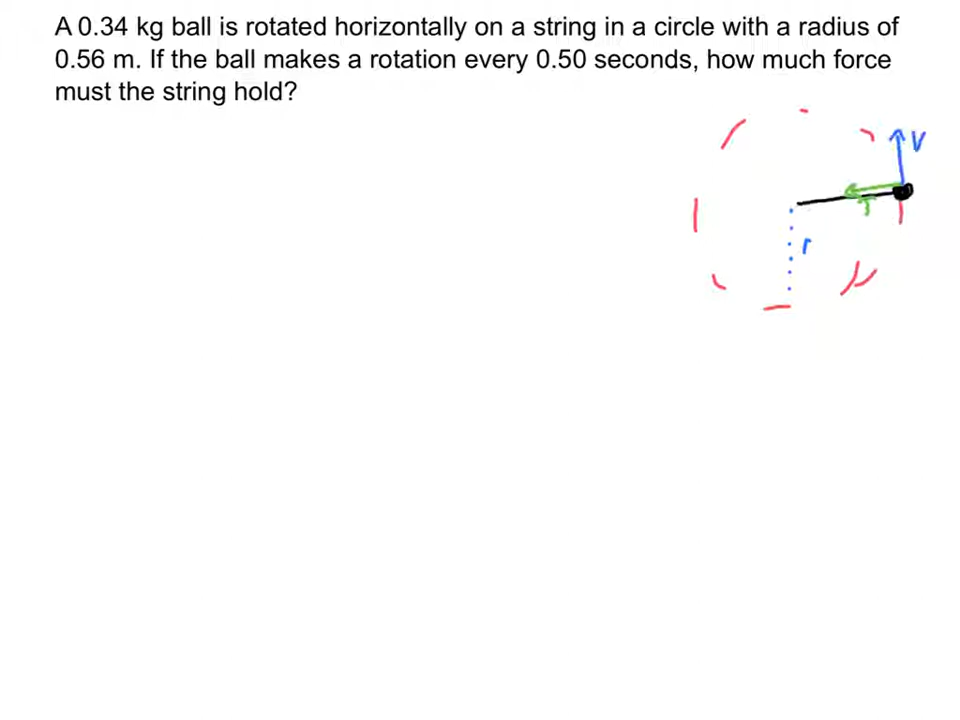 A 0.34 kg ball is rotated horizontally on a string in a circle with a radius of
0.56 m. If the ball makes a rotation every 0.50 seconds, how much force
must the string hold?
V
T
r